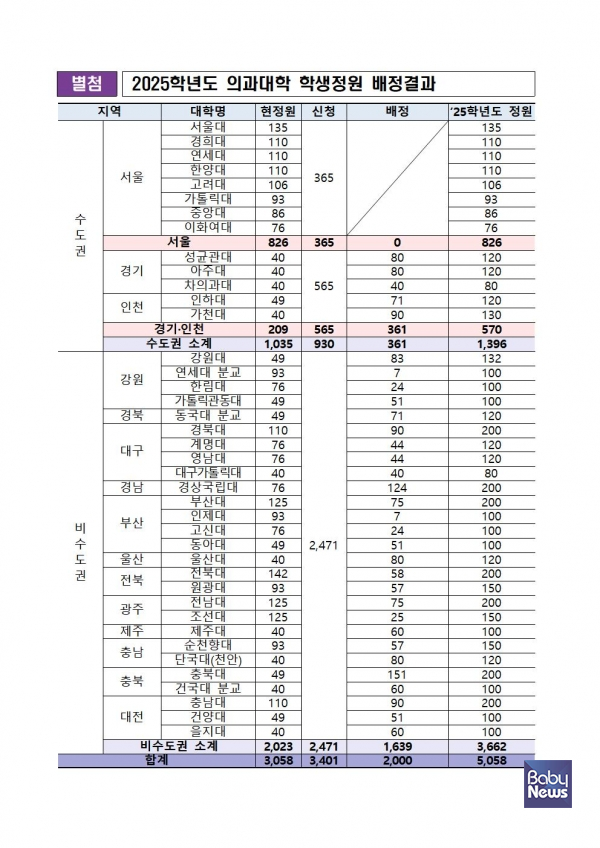 별첨 2025학년도 의과대학 학생정원 배정결과
지역 대학명 현정원 신청 배정 '25학년도 정원
수도권 서울 서울대 135 365 135
경희대 110 110
연세대 110 110
한양대 110 110
고려대 106 106
가톨릭대 93 93
중앙대 86 86
이화여대 76 76
서울 826 365 0 826
경기 성균관대 40 565 80 120
아주대 40 80 120
차의과대 40 40 80
인천 인하대 49 71 120
가천대 40 90 130
경기·인천 209 565 361 570
수도권 소계 1,035 930 361 1,396
비수도권 강원 강원대 49 2,471 83 132
연세대 분교 93 7 100
한림대 76 24 100
가톨릭관동대 49 51 100
경북 동국대 분교 49 71 120
대구 경북대 110 90 200
계명대 76 44 120
영남대 76 44 120
대구가톨릭대 40 40 80
경남 경상국립대 76 124 200
부산 부산대 125 75 200
인제대 93 7 100
고신대 76 24 100
동아대 49 51 100
울산 울산대 40 80 120
전북 전북대 142 58 200
원광대 93 57 150
광주 전남대 125 75 200
조선대 125 25 150
제주 제주대 40 60 100
충남 순천향대 93 57 150
단국대(천안) 40 80 120
충북 충북대 49 151 200
건국대 분교 40 60 100
대전 충남대 110 90 200
건양대 49 51 100
을지대 40 60 100
비수도권 소계 2,023 2,471 1,639 3,662
합계 3,058 3,401 2,000 5,058
Baby
News